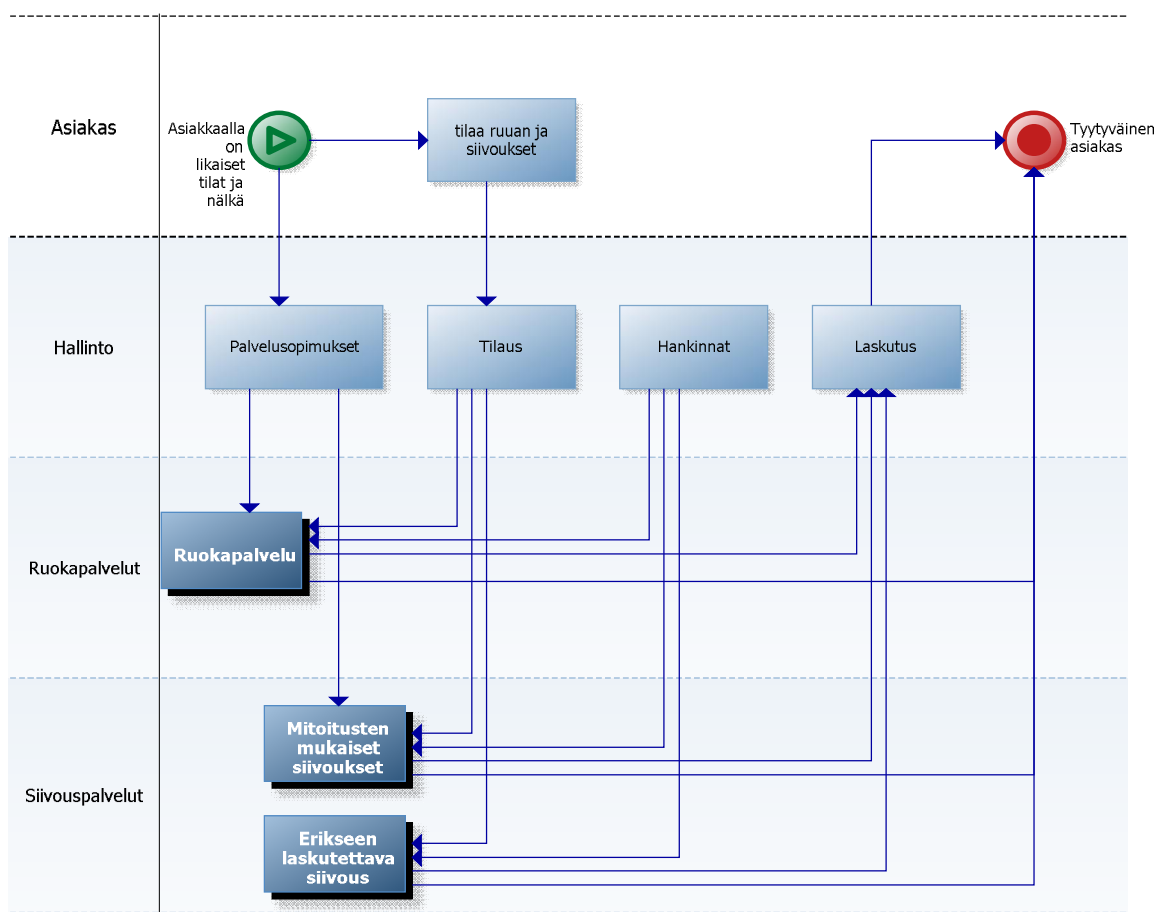 Asiakas
Asiakkaalla
on
likaiset
tilat ja
nälkä
tilaa ruuan ja
siivoukset
Tyytyväinen
asiakas
Hallinto
Palvelusopimukset
Tilaus
Hankinnat
Laskutus
Ruokapalvelut
Ruokapalvelu
Siivouspalvelut
Mitoitusten
mukaiset
siivoukset
Erikseen
laskutettava
siivous